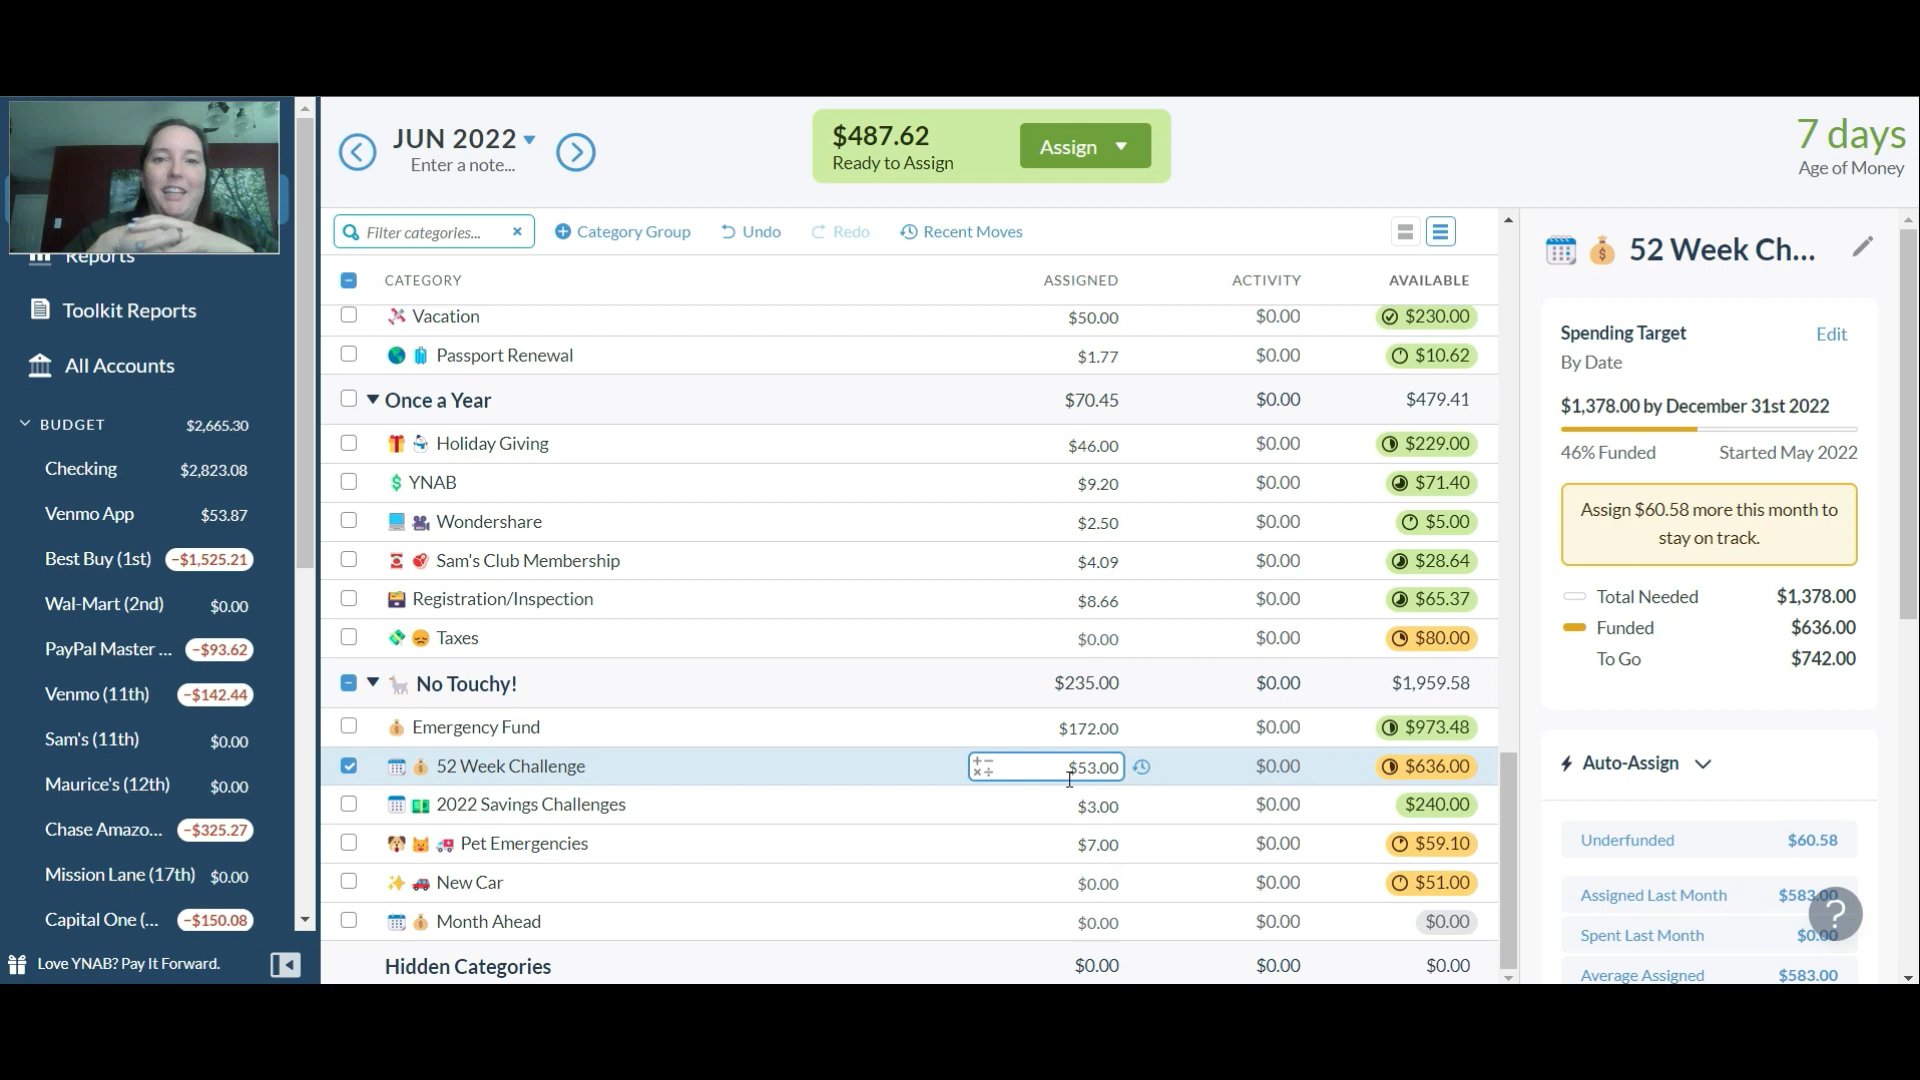 JUN 2022
Enter a note...
$487.62
Ready to Assign
Assign
7 days
Age of Money
Reports
Toolkit Reports
All Accounts
BUDGET $2,665.30
Checking $2,823.08
Venmo App $53.87
Best Buy (1st) -$1,525.21
Wal-Mart (2nd) $0.00
PayPal Master ... -$93.62
Venmo (11th) -$142.44
Sam's (11th) $0.00
Maurice's (12th) $0.00
Chase Amazo... -$325.27
Mission Lane (17th) $0.00
Capital One (... -$150.08
Love YNAB? Pay It Forward.
Filter categories... Category Group Undo Redo Recent Moves
CATEGORY ASSIGNED ACTIVITY AVAILABLE
Vacation $50.00 $0.00 $230.00
Passport Renewal $1.77 $0.00 $10.62
Once a Year $70.45 $0.00 $479.41
Holiday Giving $46.00 $0.00 $229.00
YNAB $9.20 $0.00 $71.40
Wondershare $2.50 $0.00 $5.00
Sam's Club Membership $4.09 $0.00 $28.64
Registration/Inspection $8.66 $0.00 $65.37
Taxes $0.00 $0.00 $80.00
No Touchy! $235.00 $0.00 $1,959.58
Emergency Fund $172.00 $0.00 $973.48
52 Week Challenge $53.00 $0.00 $636.00
2022 Savings Challenges $3.00 $0.00 $240.00
Pet Emergencies $7.00 $0.00 $59.10
New Car $0.00 $0.00 $51.00
Month Ahead $0.00 $0.00 $0.00
Hidden Categories $0.00 $0.00 $0.00
52 Week Ch...
Spending Target Edit
By Date
$1,378.00 by December 31st 2022
46% Funded Started May 2022
Assign $60.58 more this month to
stay on track.
Total Needed $1,378.00
Funded $636.00
To Go $742.00
Auto-Assign
Underfunded $60.58
Assigned Last Month $583.00
Spent Last Month $0.00
Average Assigned $583.00
?